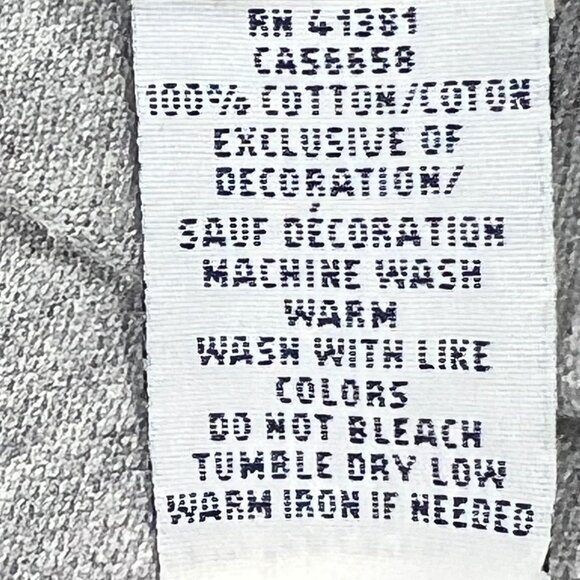 RN 41381
CA56658
100% COTTON/COTON
EXCLUSIVE OF
DECORATION/
SAUF DÉCORATION
MACHINE WASH
WARM
WASH WITH LIKE
COLORS
DO NOT BLEACH
TUMBLE DRY LOW
WARM IRON IF NEEDED